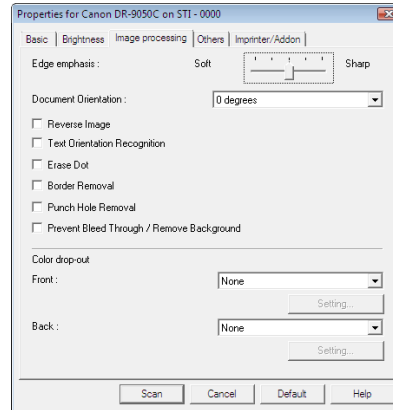 Properties for Canon DR-9050C on STI - 0000
Basic Brightness Image processing Others Imprinter/Addon
Edge emphasis : Soft Sharp
Document Orientation : 0 degrees
Reverse Image
Text Orientation Recognition
Erase Dot
Border Removal
Punch Hole Removal
Prevent Bleed Through / Remove Background
Color drop-out
Front : None
Setting...
Back : None
Setting...
Scan Cancel Default Help